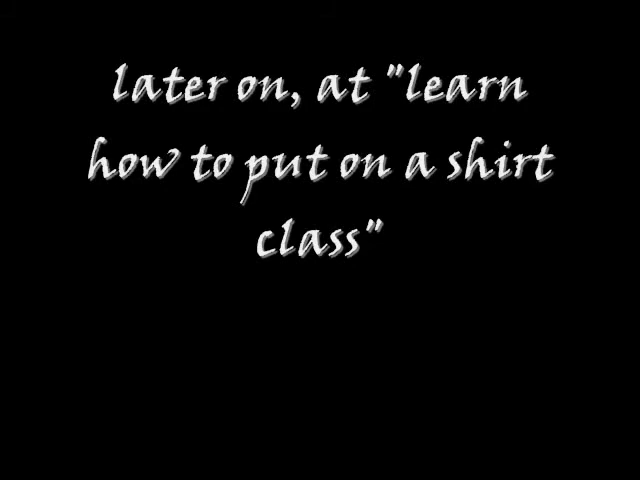 later on, at "learn
how to put on a shirt
class"